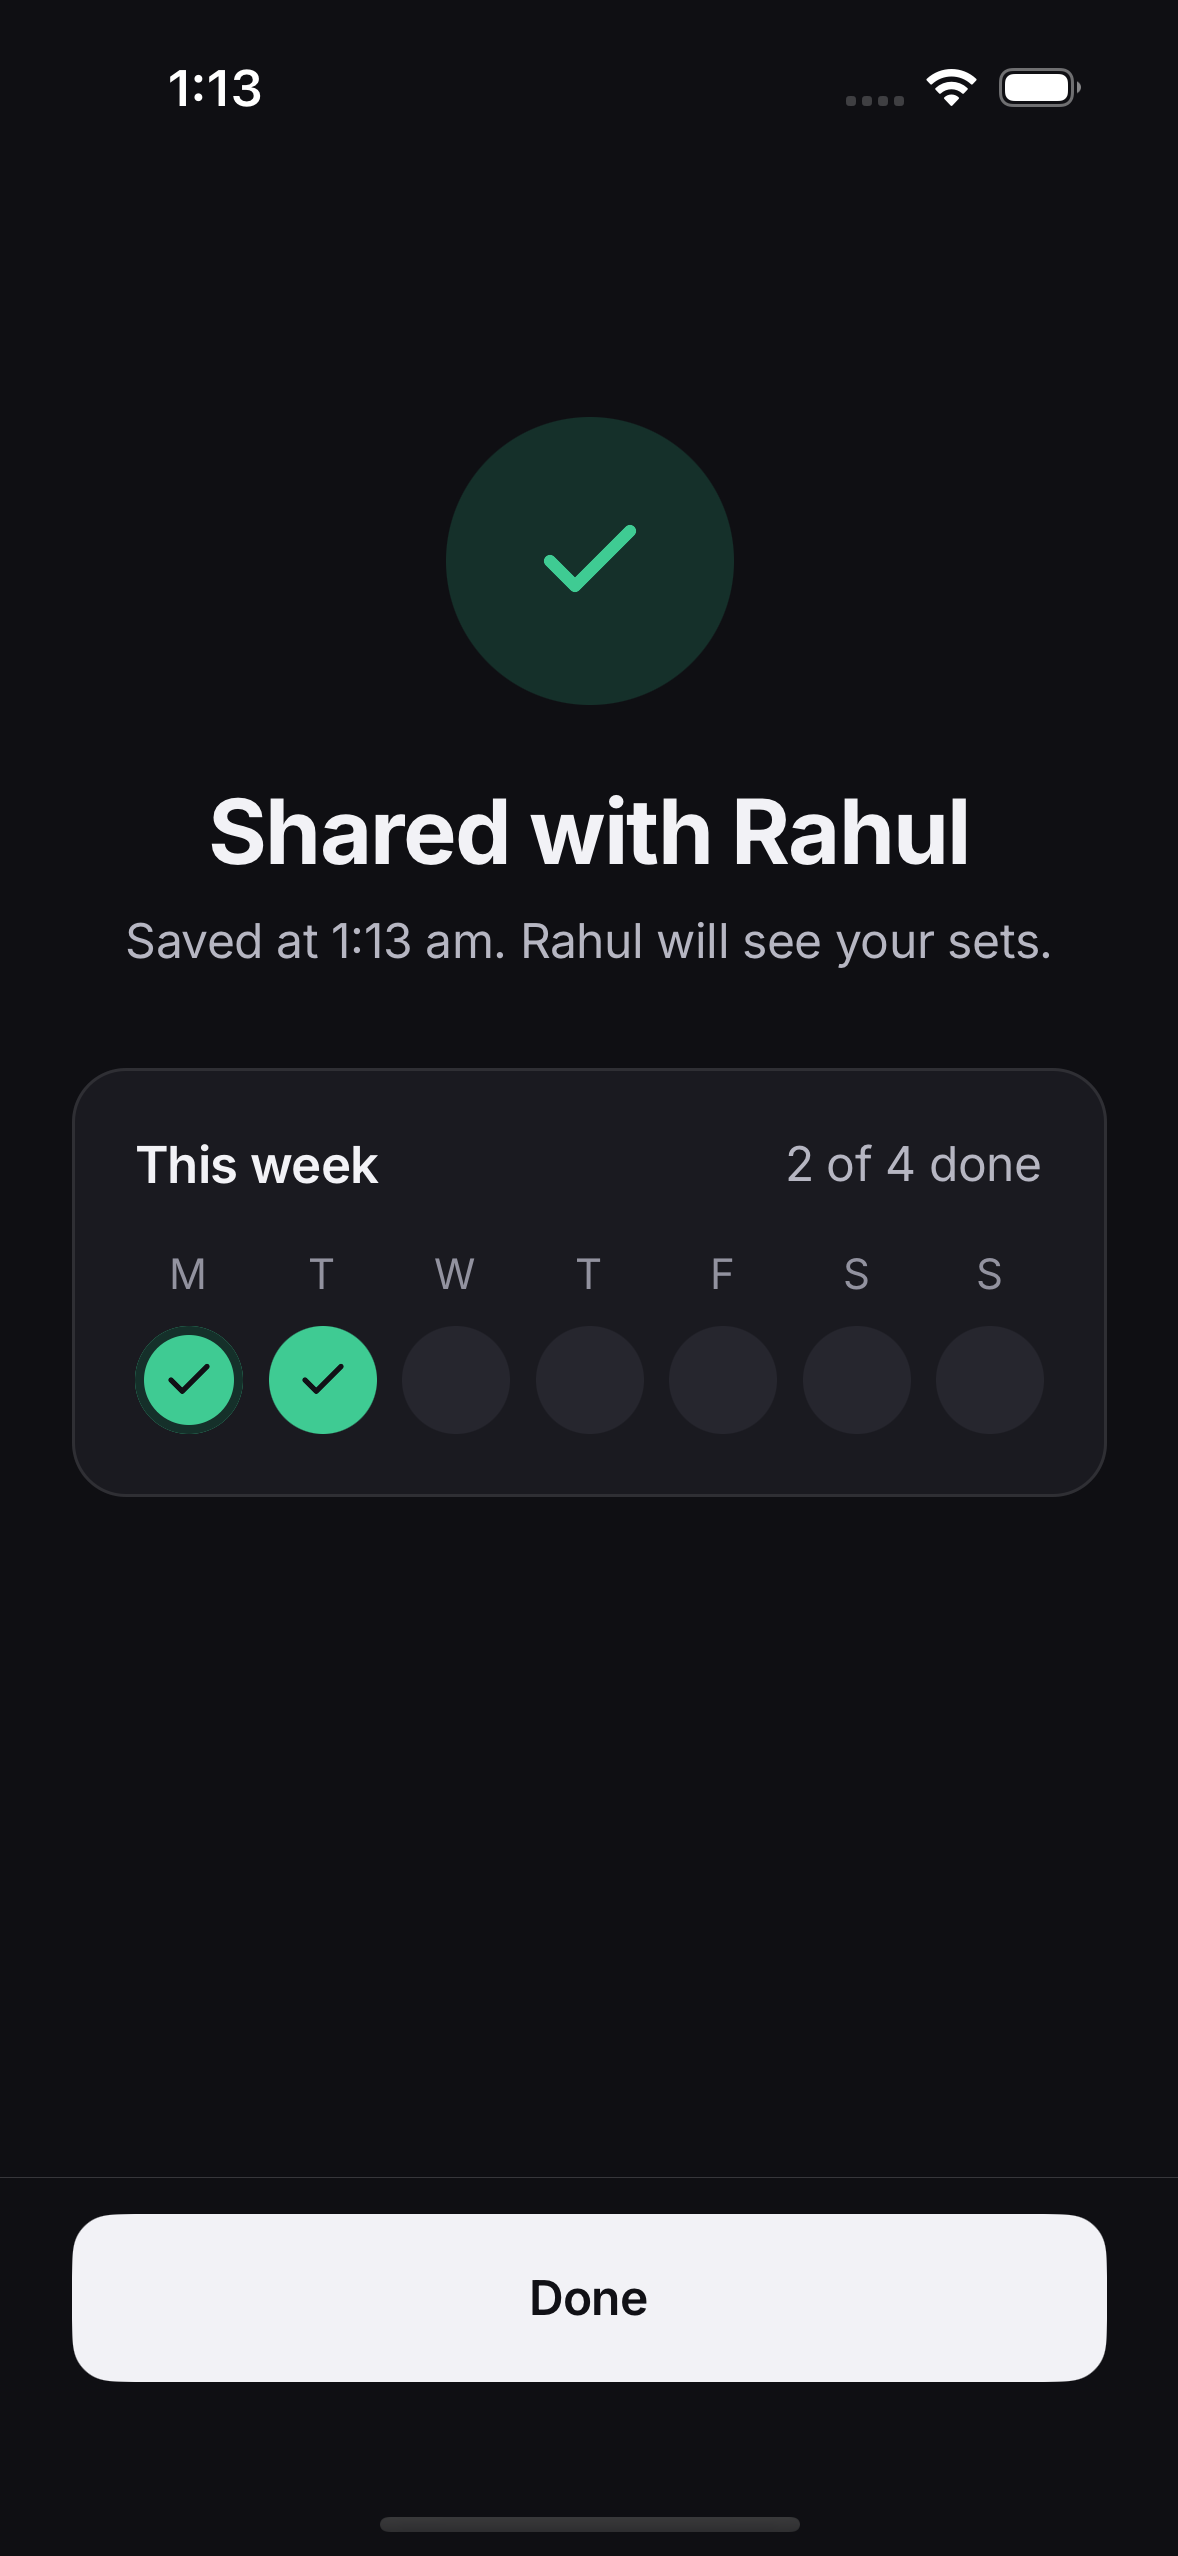 1:13
Shared with Rahul
Saved at 1:13 am. Rahul will see your sets.
This week 2 of 4 done
M T W T F S S
Done